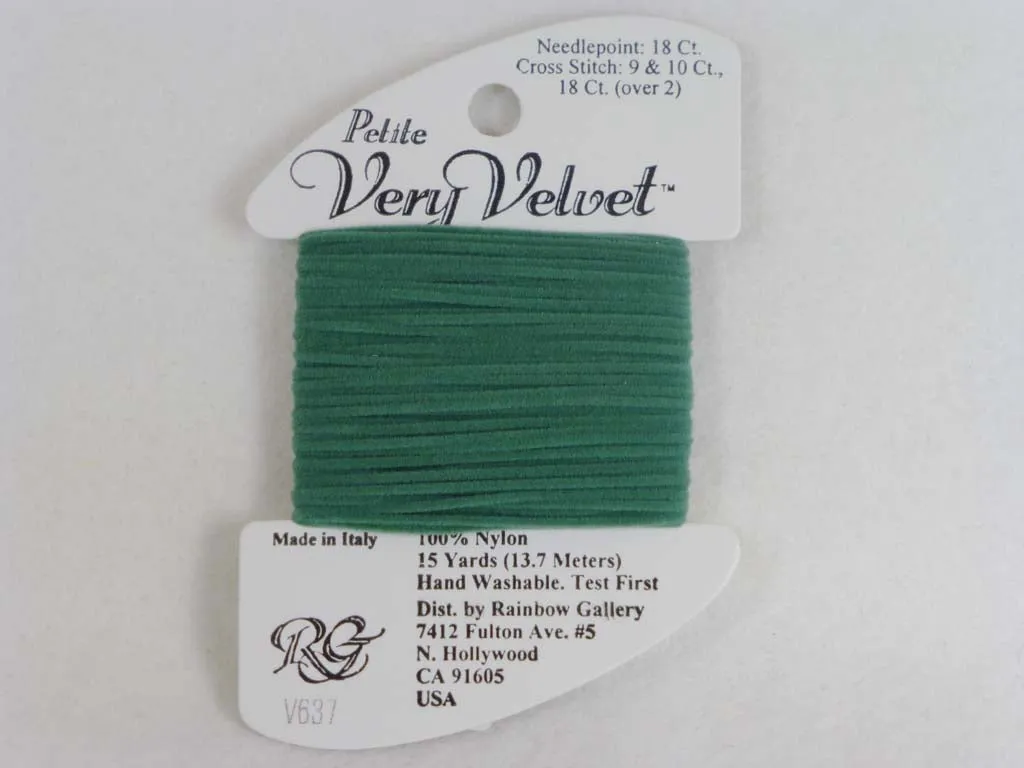 Needlepoint: 18 Ct.
Cross Stitch: 9 & 10 Ct.,
18 Ct. (over 2)
Petite
Very Velvet™
Made in Italy
100% Nylon
15 Yards (13.7 Meters)
Hand Washable. Test First
Dist. by Rainbow Gallery
7412 Fulton Ave. #5
N. Hollywood
CA 91605
USA
RG
V637